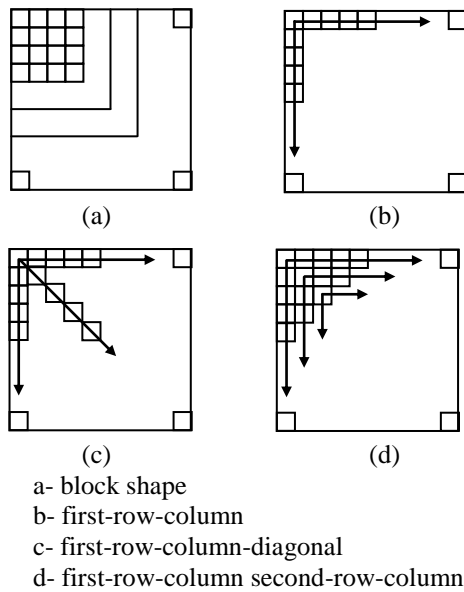 (a)
(b)
(c)
(d)
a- block shape
b- first-row-column
c- first-row-column-diagonal
d- first-row-column second-row-column